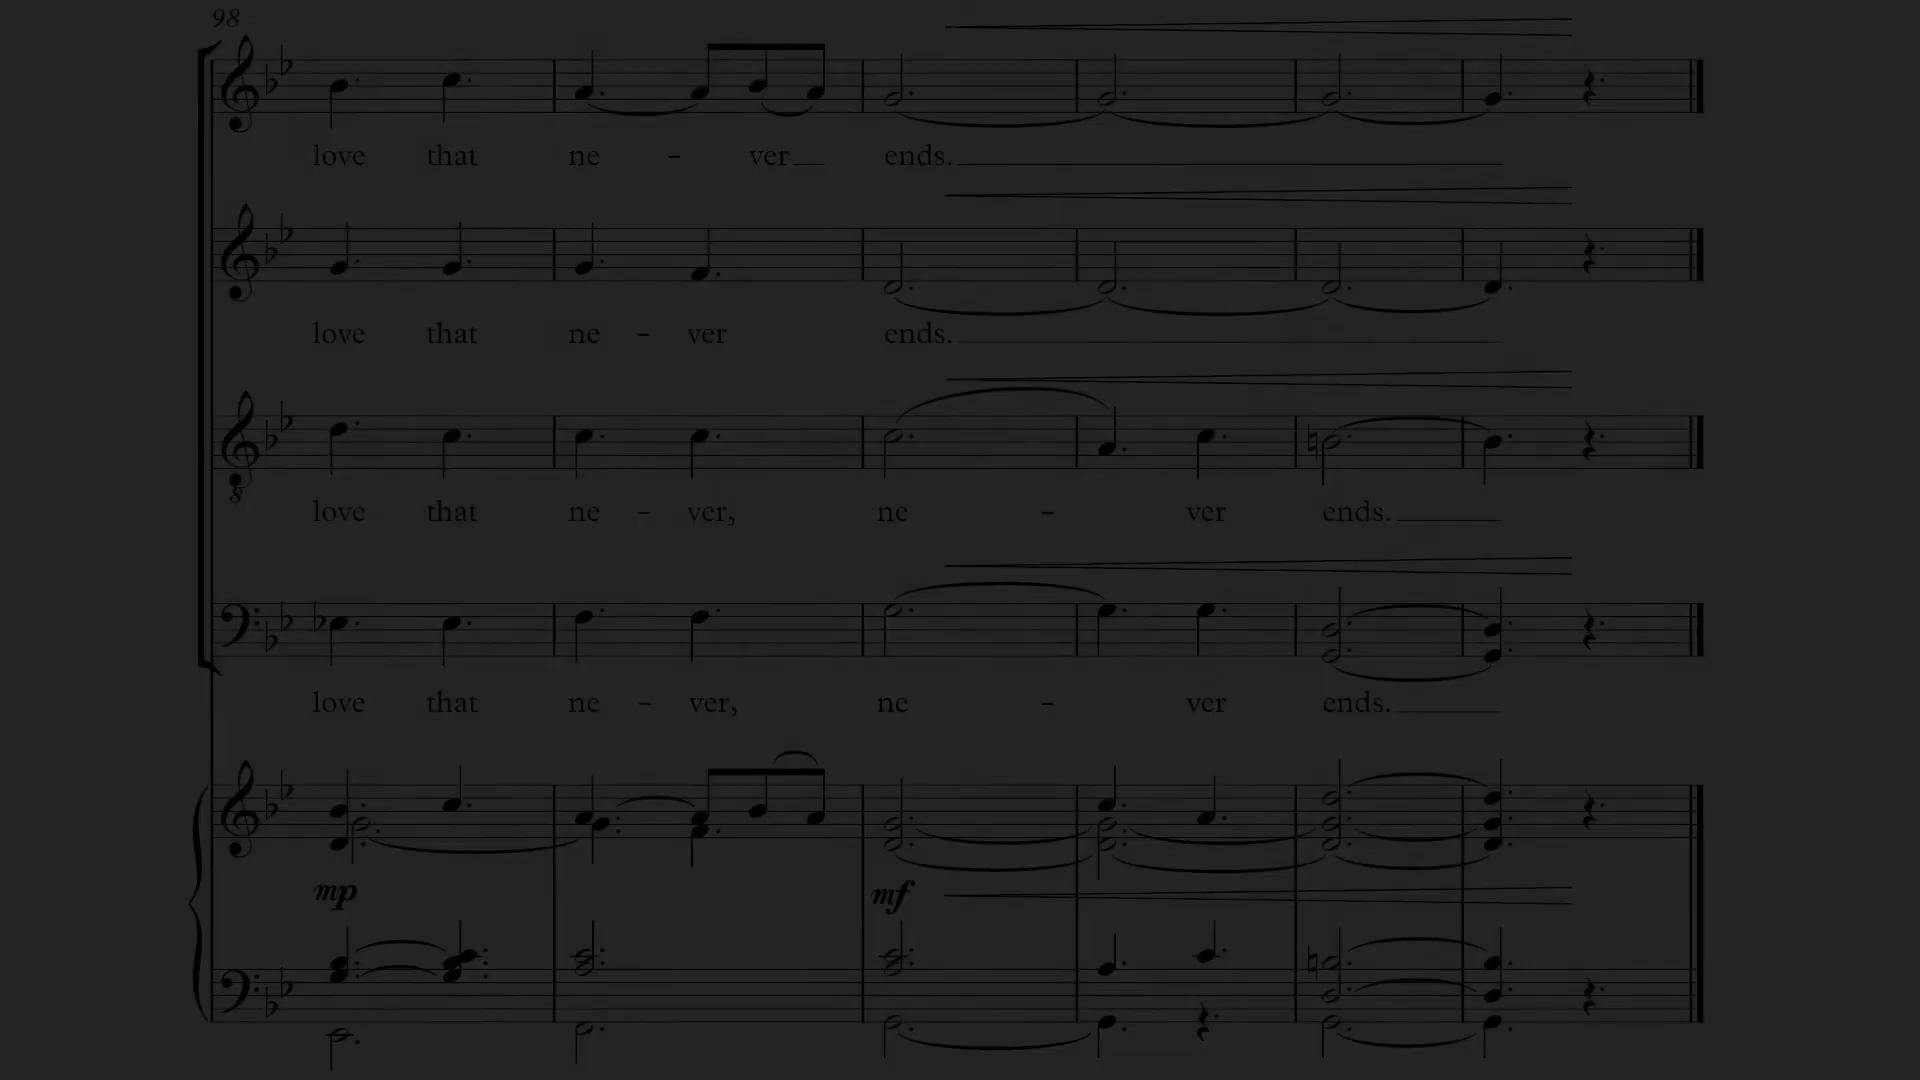 98
love that ne - ver ends.
love that ne - ver ends.
8
love that ne - ver, ne - ver ends.
love that ne - ver, ne - ver ends.
mp mf